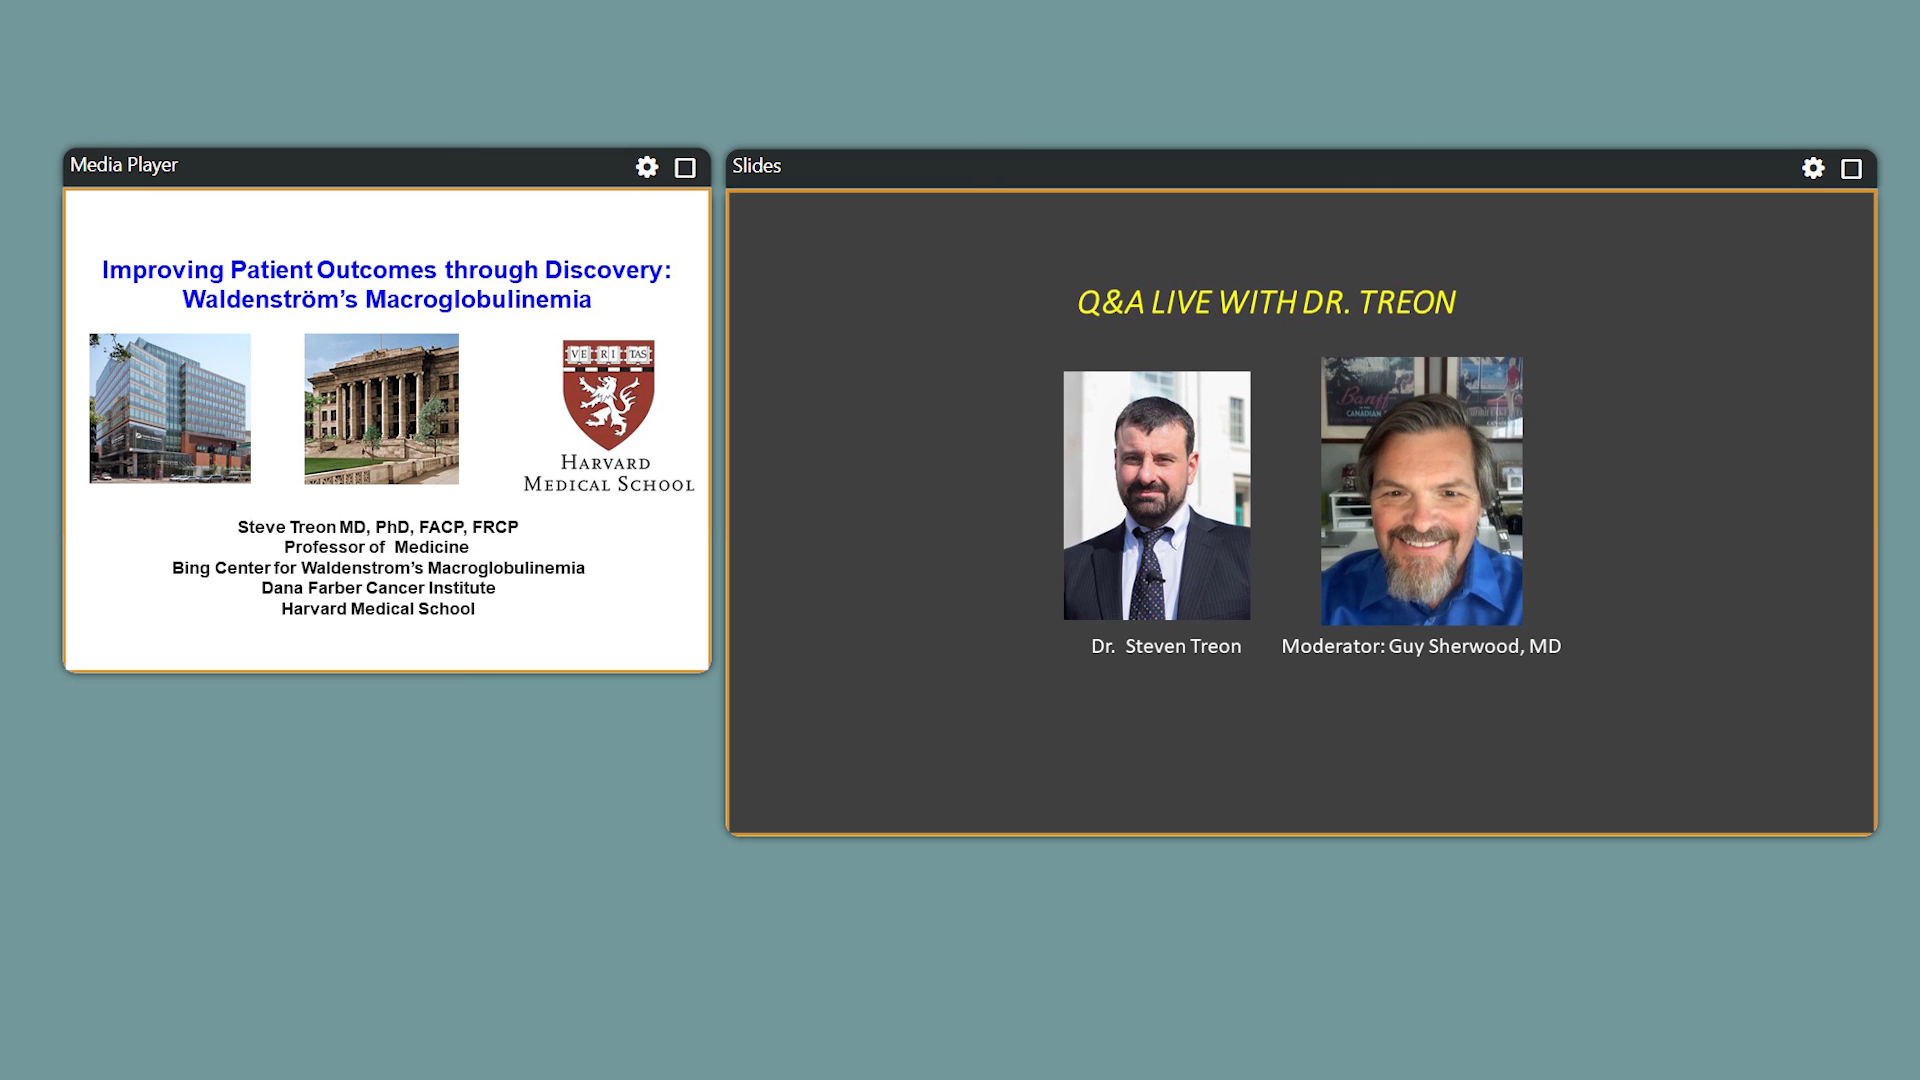 Media Player
Improving Patient Outcomes through Discovery:
Waldenström's Macroglobulinemia
VE RI TAS
HARVARD
MEDICAL SCHOOL
Steve Treon MD, PhD, FACP, FRCP
Professor of Medicine
Bing Center for Waldenstrom's Macroglobulinemia
Dana Farber Cancer Institute
Harvard Medical School
Slides
Q&A LIVE WITH DR. TREON
Banff
CANADIAN
Dr. Steven Treon
Moderator: Guy Sherwood, MD